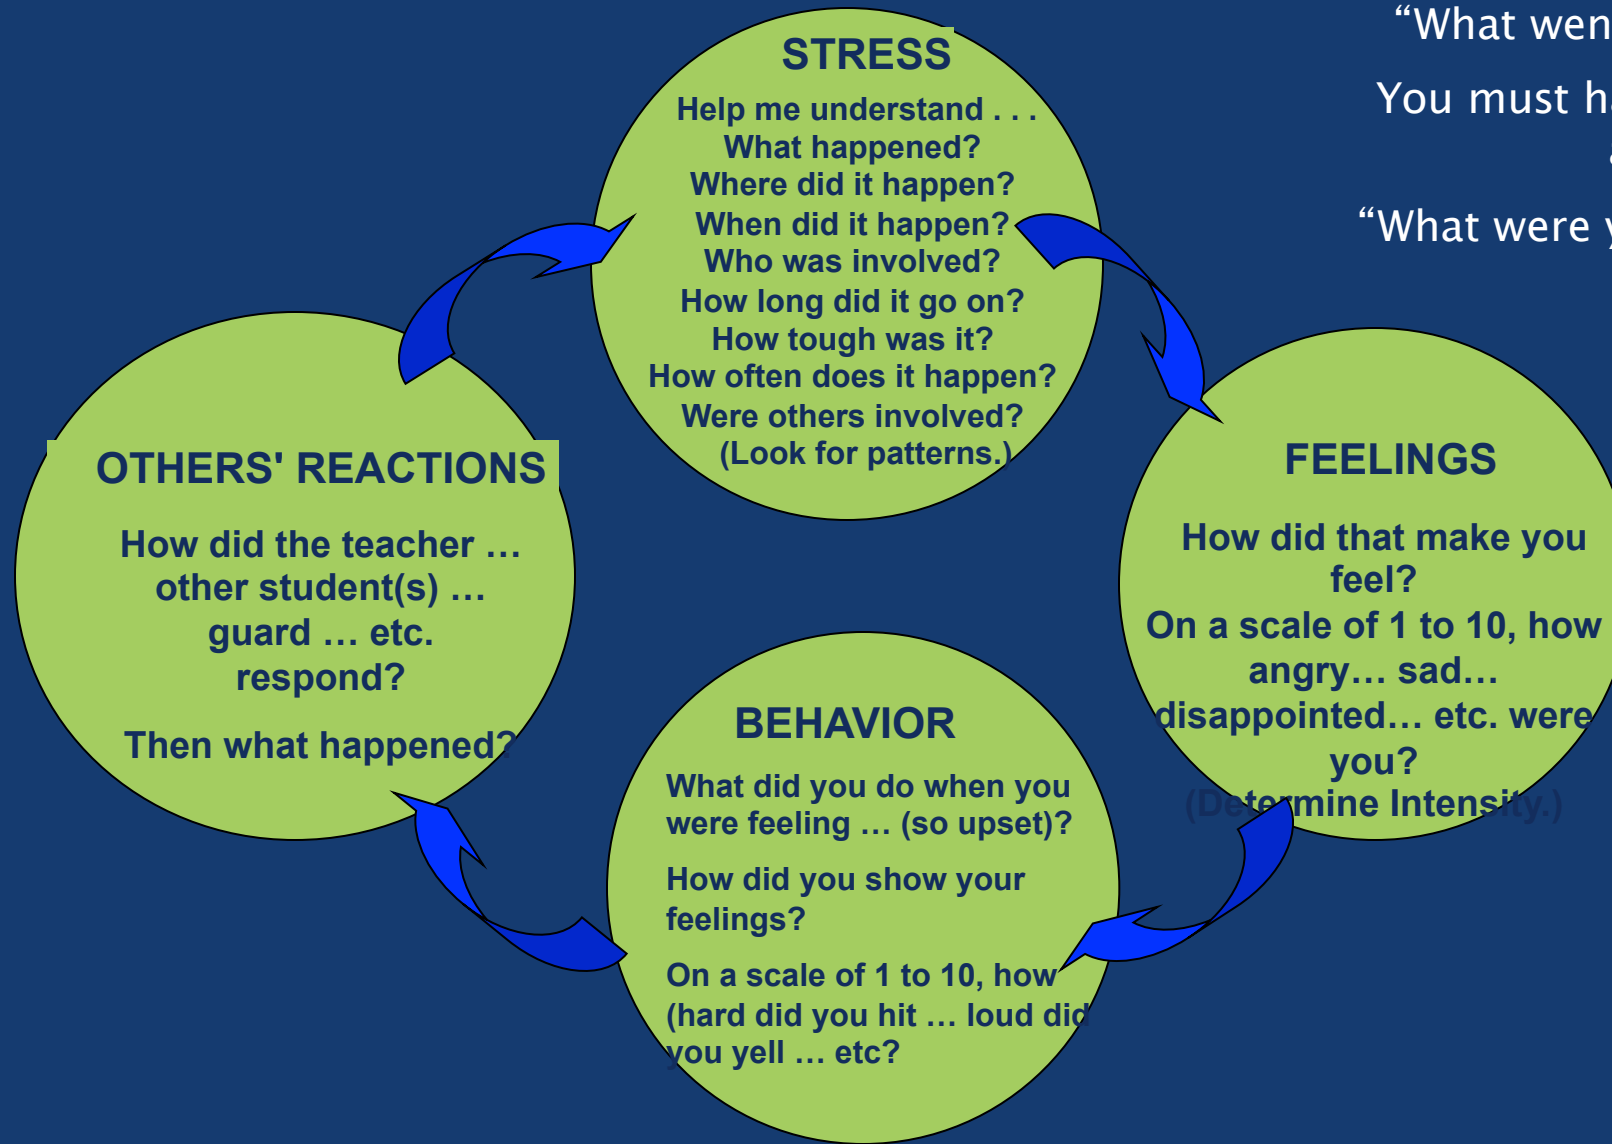 STRESS
Help me understand . . .
What happened?
Where did it happen?
When did it happen?
Who was involved?
How long did it go on?
How tough was it?
How often does it happen?
Were others involved?
(Look for patterns.)
“What
You must
“What were
OTHERS' REACTIONS
How did the teacher …
other student(s) …
guard … etc.
respond?
Then what happened?
FEELINGS
How did that make you
feel?
On a scale of 1 to 10, how
angry… sad…
disappointed… etc. were
you?
(Determine Intensity.)
BEHAVIOR
What did you do when you
were feeling … (so upset)?
How did you show your
feelings?
On a scale of 1 to 10, how
(hard did you hit … loud did
you yell … etc?